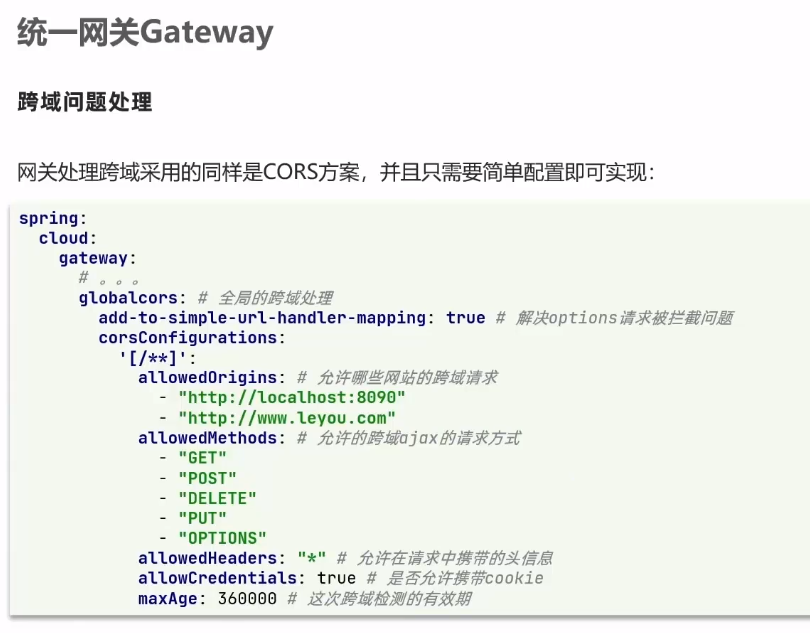 统一网关Gateway
跨域问题处理
网关处理跨域采用的同样是CORS方案，并且只需要简单配置即可实现：
spring:
  cloud:
    gateway:
      # 。。。
      globalcors: # 全局的跨域处理
        add-to-simple-url-handler-mapping: true # 解决options请求被拦截问题
        corsConfigurations:
          '[/**]':
            allowedOrigins: # 允许哪些网站的跨域请求
              - "http://localhost:8090"
              - "http://www.leyou.com"
            allowedMethods: # 允许的跨域ajax的请求方式
              - "GET"
              - "POST"
              - "DELETE"
              - "PUT"
              - "OPTIONS"
            allowedHeaders: "*" # 允许在请求中携带的头信息
            allowCredentials: true # 是否允许携带cookie
            maxAge: 360000 # 这次跨域检测的有效期